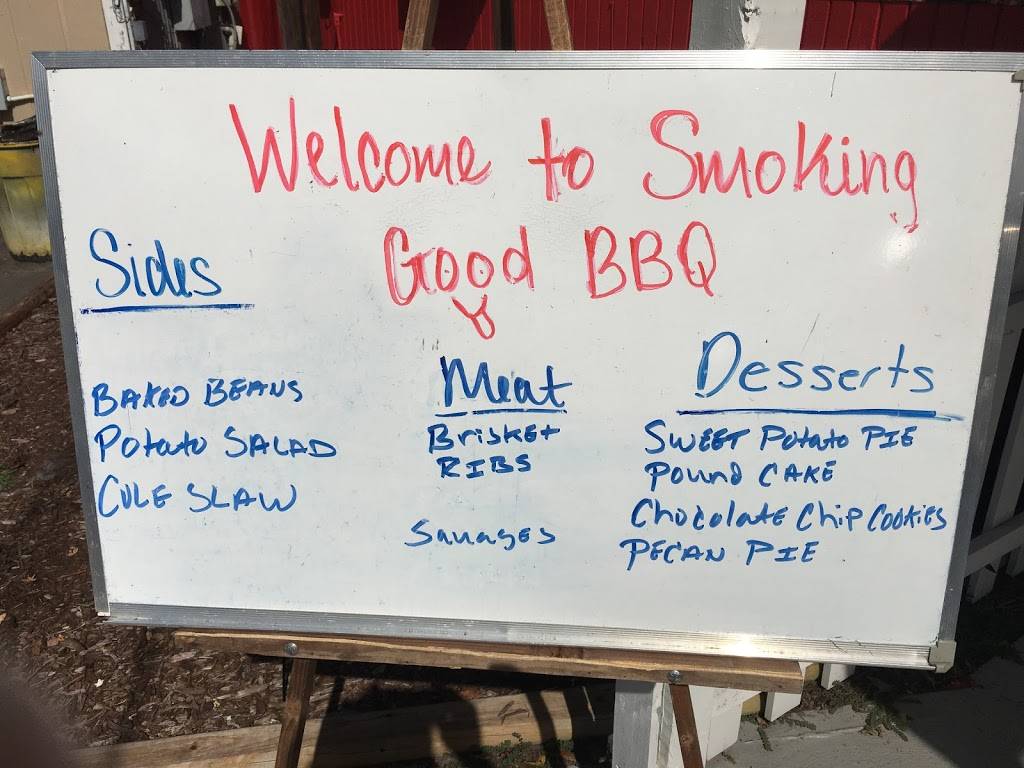 Welcome to Smoking
Good BBQ
Sides
BAKED BEANS
Potato SALAD
COLE SLAW
Meat
Brisket
RIBS
Sausages
Desserts
SWEET Potato PIE
Pound CAKE
Chocolate Chip Cookies
PECAN PIE